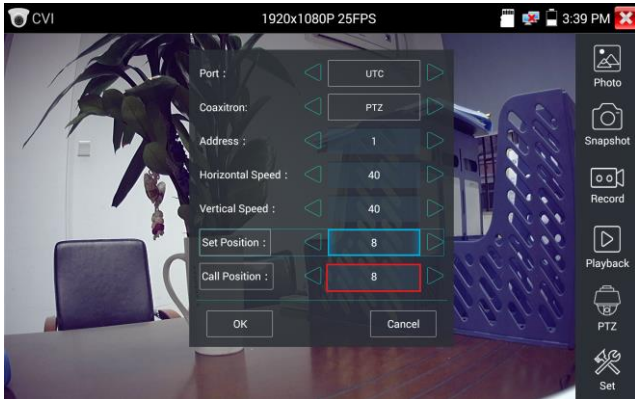 CVI 1920x1080P 25FPS 3:39 PM
Port : UTC
Coaxitron: PTZ
Address : 1
Horizontal Speed : 40
Vertical Speed : 40
Set Position : 8
Call Position : 8
OK Cancel
Photo
Snapshot
Record
Playback
PTZ
Set